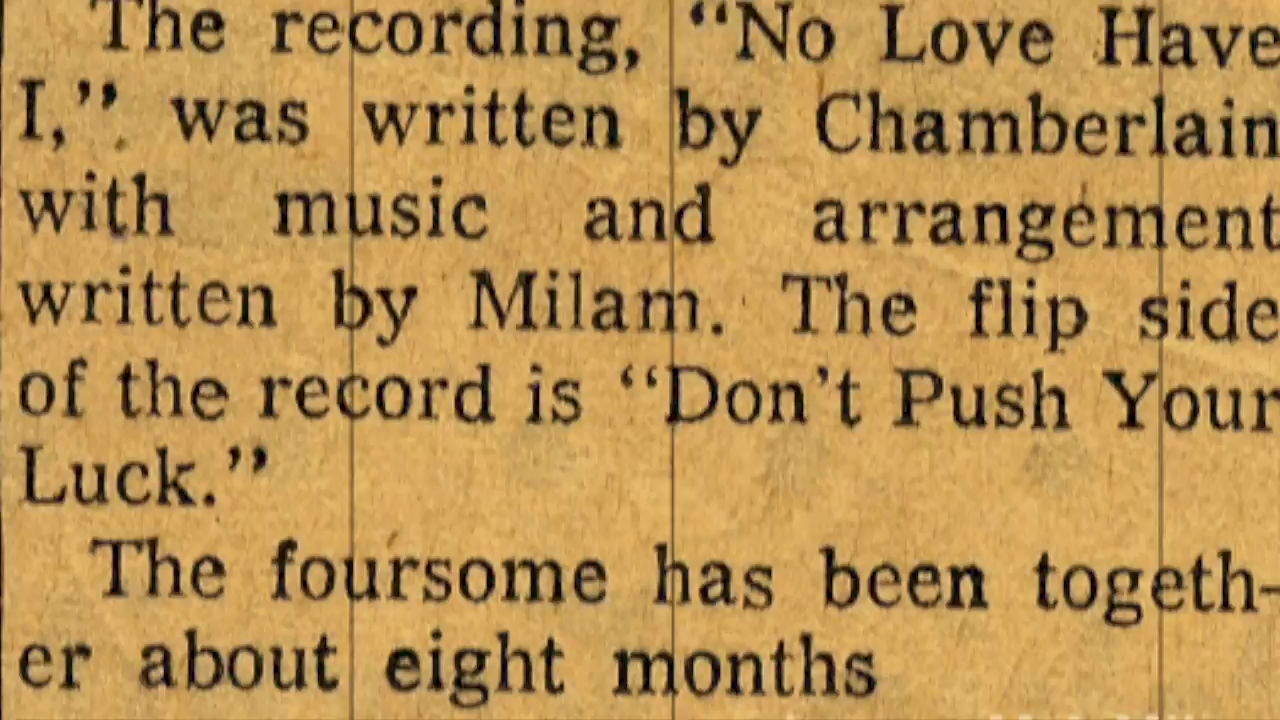 The recording, “No Love Have
I,” was written by Chamberlain
with music and arrangement
written by Milam. The flip side
of the record is “Don’t Push Your
Luck.”
The foursome has been togeth-
er about eight months